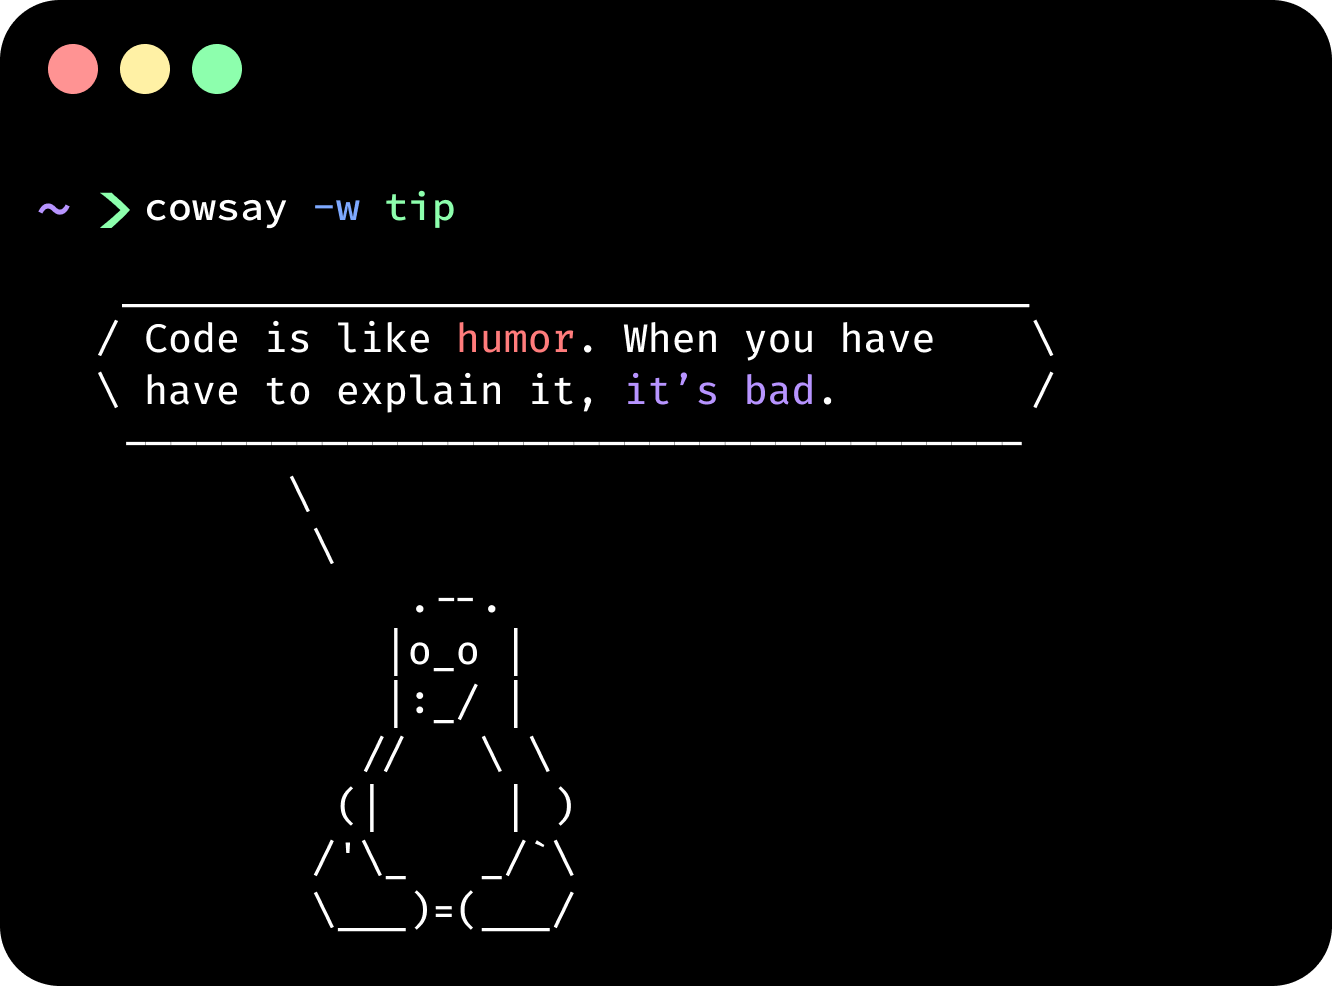 ~ ❯ cowsay -w tip
 ______________________________________
/ Code is like humor. When you have    \
\ have to explain it, it’s bad.        /
 --------------------------------------
        \
         \
             .--.
            |o_o |
            |:_/ |
           //   \ \
          (|     | )
         /'\_   _/`\
         \___)=(___/